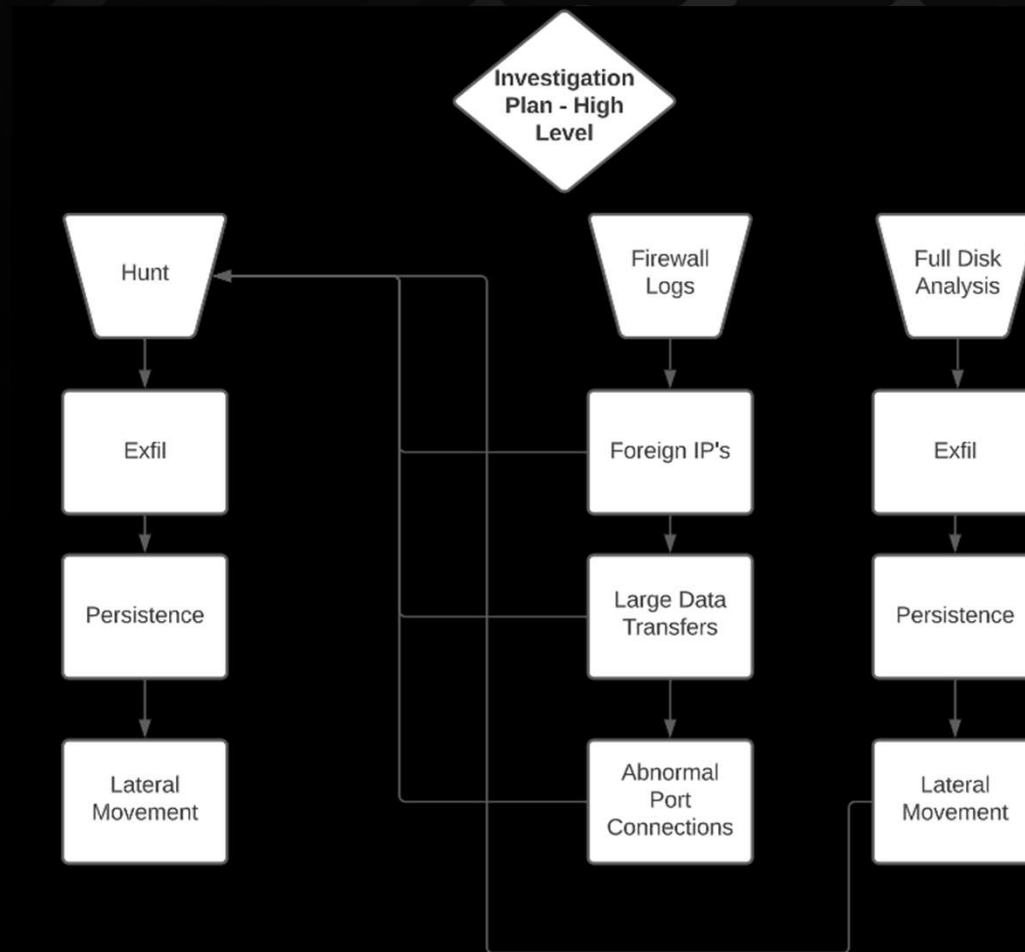 Investigation
Plan - High
Level
Hunt
Firewall
Logs
Full Disk
Analysis
Exfil
Foreign IP's
Exfil
Persistence
Large Data
Transfers
Persistence
Lateral
Movement
Abnormal
Port
Connections
Lateral
Movement